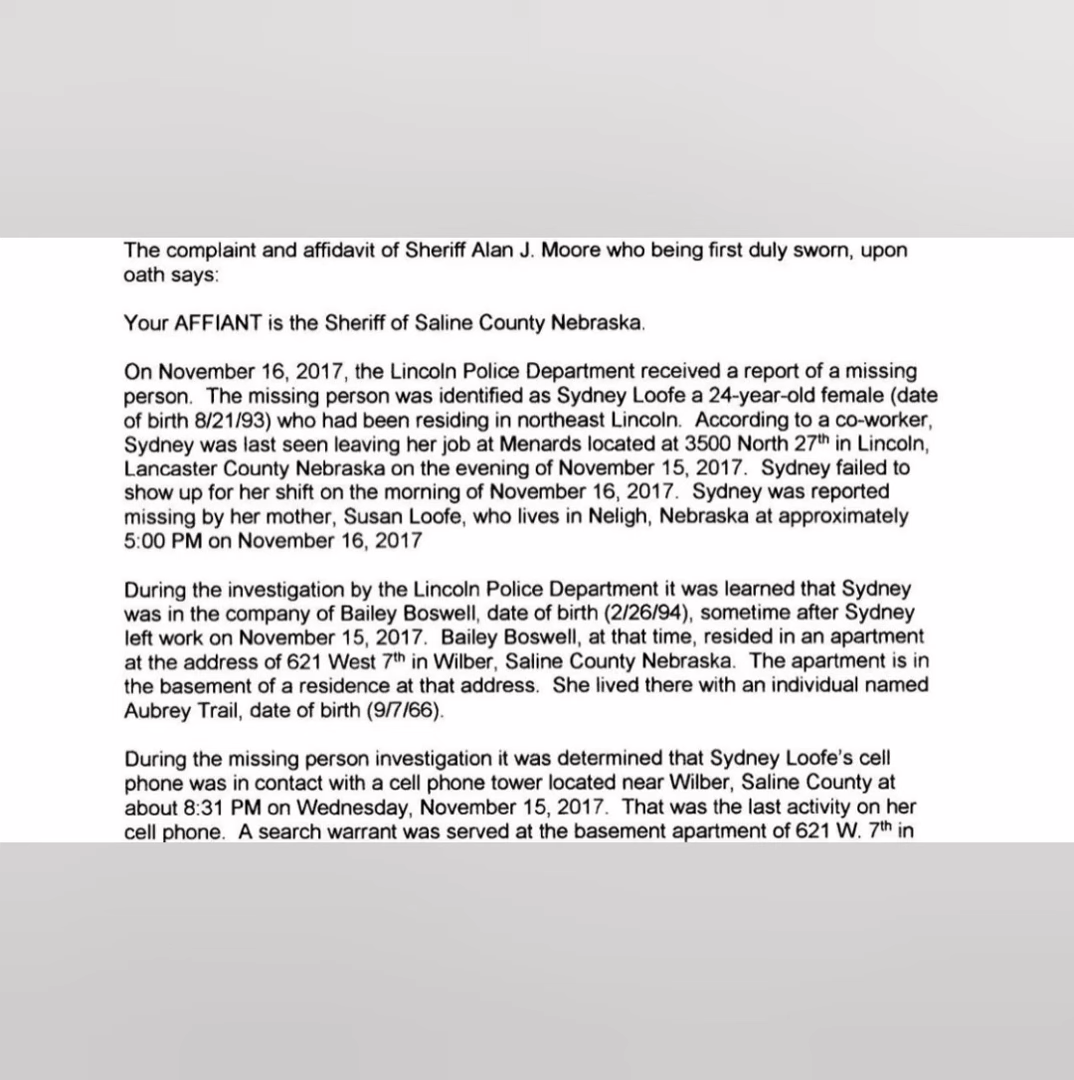 The complaint and affidavit of Sheriff Alan J. Moore who being first duly sworn, upon
oath says:
Your AFFIANT is the Sheriff of Saline County Nebraska.
On November 16, 2017, the Lincoln Police Department received a report of a missing
person.  The missing person was identified as Sydney Loofe a 24-year-old female (date
of birth 8/21/93) who had been residing in northeast Lincoln.  According to a co-worker,
Sydney was last seen leaving her job at Menards located at 3500 North 27th in Lincoln,
Lancaster County Nebraska on the evening of November 15, 2017.  Sydney failed to
show up for her shift on the morning of November 16, 2017.  Sydney was reported
missing by her mother, Susan Loofe, who lives in Neligh, Nebraska at approximately
5:00 PM on November 16, 2017
During the investigation by the Lincoln Police Department it was learned that Sydney
was in the company of Bailey Boswell, date of birth (2/26/94), sometime after Sydney
left work on November 15, 2017.  Bailey Boswell, at that time, resided in an apartment
at the address of 621 West 7th in Wilber, Saline County Nebraska.  The apartment is in
the basement of a residence at that address.  She lived there with an individual named
Aubrey Trail, date of birth (9/7/66).
During the missing person investigation it was determined that Sydney Loofe's cell
phone was in contact with a cell phone tower located near Wilber, Saline County at
about 8:31 PM on Wednesday, November 15, 2017.  That was the last activity on her
cell phone.  A search warrant was served at the basement apartment of 621 W. 7th in